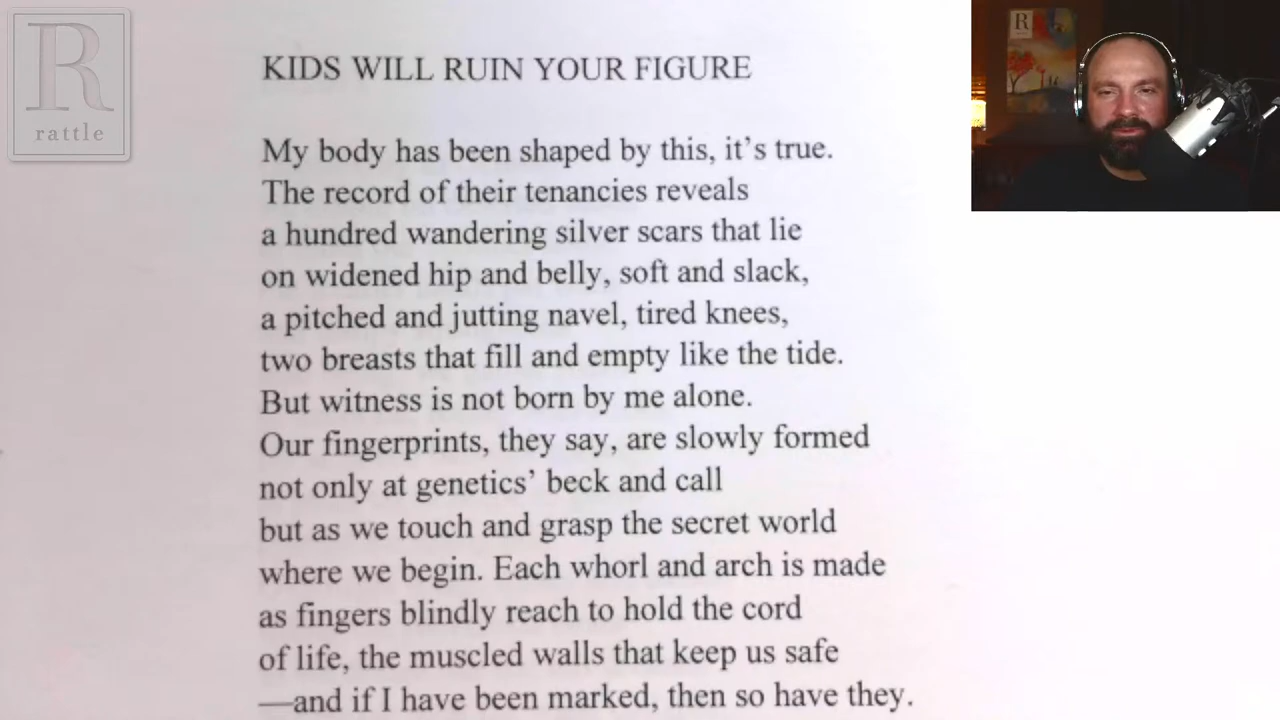 R
rattle
R
KIDS WILL RUIN YOUR FIGURE
My body has been shaped by this, it's true.
The record of their tenancies reveals
a hundred wandering silver scars that lie
on widened hip and belly, soft and slack,
a pitched and jutting navel, tired knees,
two breasts that fill and empty like the tide.
But witness is not born by me alone.
Our fingerprints, they say, are slowly formed
not only at genetics' beck and call
but as we touch and grasp the secret world
where we begin. Each whorl and arch is made
as fingers blindly reach to hold the cord
of life, the muscled walls that keep us safe
—and if I have been marked, then so have they.